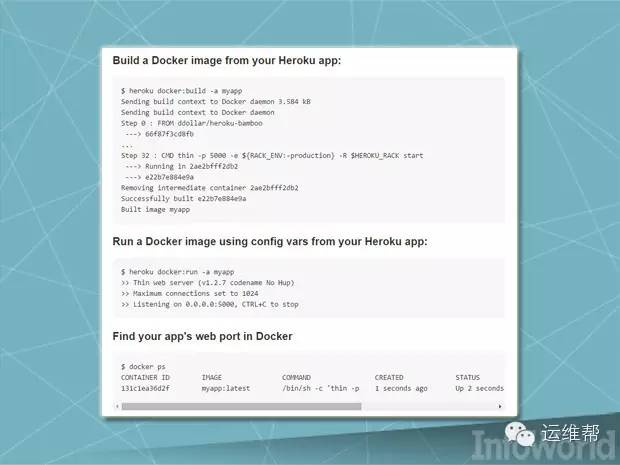 Build a Docker image from your Heroku app:
$ heroku docker:build -a myapp
Sending build context to Docker daemon 3.584 kB
Sending build context to Docker daemon
Step 0 : FROM ddollar/heroku-bamboo
---> 66f87f3cd8fb
...
Step 32 : CMD thin -p 5000 -e ${RACK_ENV:-production} -R $HEROKU_RACK start
---> Running in 2ae2bfff2db2
---> e22b7e884e9a
Removing intermediate container 2ae2bfff2db2
Successfully built e22b7e884e9a
Built image myapp
Run a Docker image using config vars from your Heroku app:
$ heroku docker:run -a myapp
>> Thin web server (v1.2.7 codename No Hup)
>> Maximum connections set to 1024
>> Listening on 0.0.0.0:5000, CTRL+C to stop
Find your app's web port in Docker
$ docker ps
CONTAINER ID IMAGE COMMAND CREATED STATUS
131c1ea36d2f myapp:latest /bin/sh -c 'thin -p 1 seconds ago Up 2 seconds
运维帮
InfoWorld